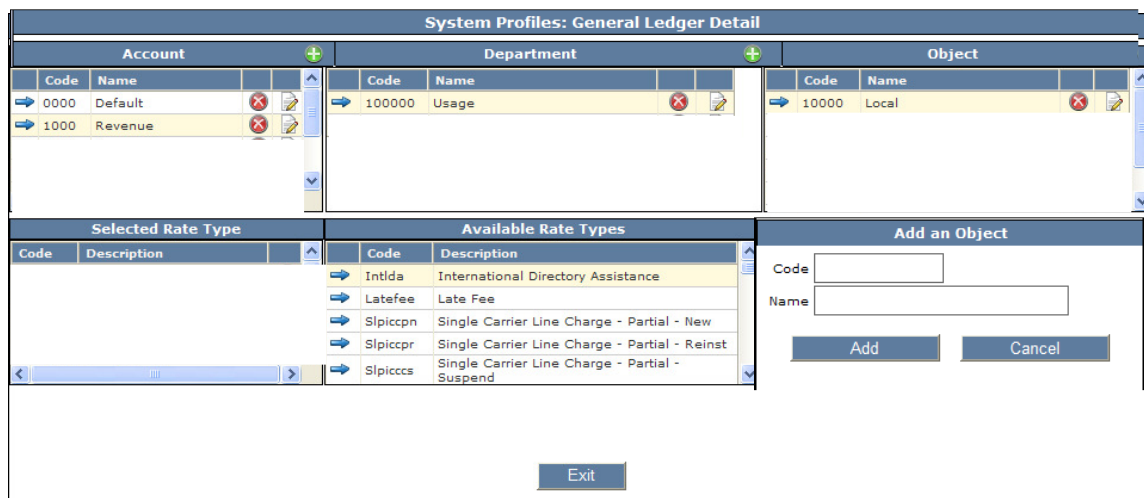 System Profiles: General Ledger Detail
Account Department Object
Code Name Code Name Code Name
0000 Default 100000 Usage 10000 Local
1000 Revenue
Selected Rate Type Available Rate Types Add an Object
Code Description Code Description
Intlda International Directory Assistance
Code
Latefee Late Fee
Name
Slpiccpn Single Carrier Line Charge - Partial - New
Slpiccpr Single Carrier Line Charge - Partial - Reinst
Add Cancel
Slpicccs Single Carrier Line Charge - Partial -
Suspend
Exit